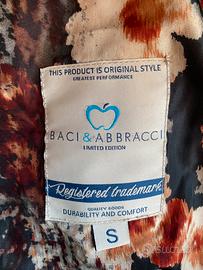 THIS PRODUCT IS ORIGINAL STYLE
GREATEST PERFORMANCE
BACI & ABBRACCI
LIMITED EDITION
Registered trademark
QUALITY GOODS
DURABILITY AND COMFORT
S